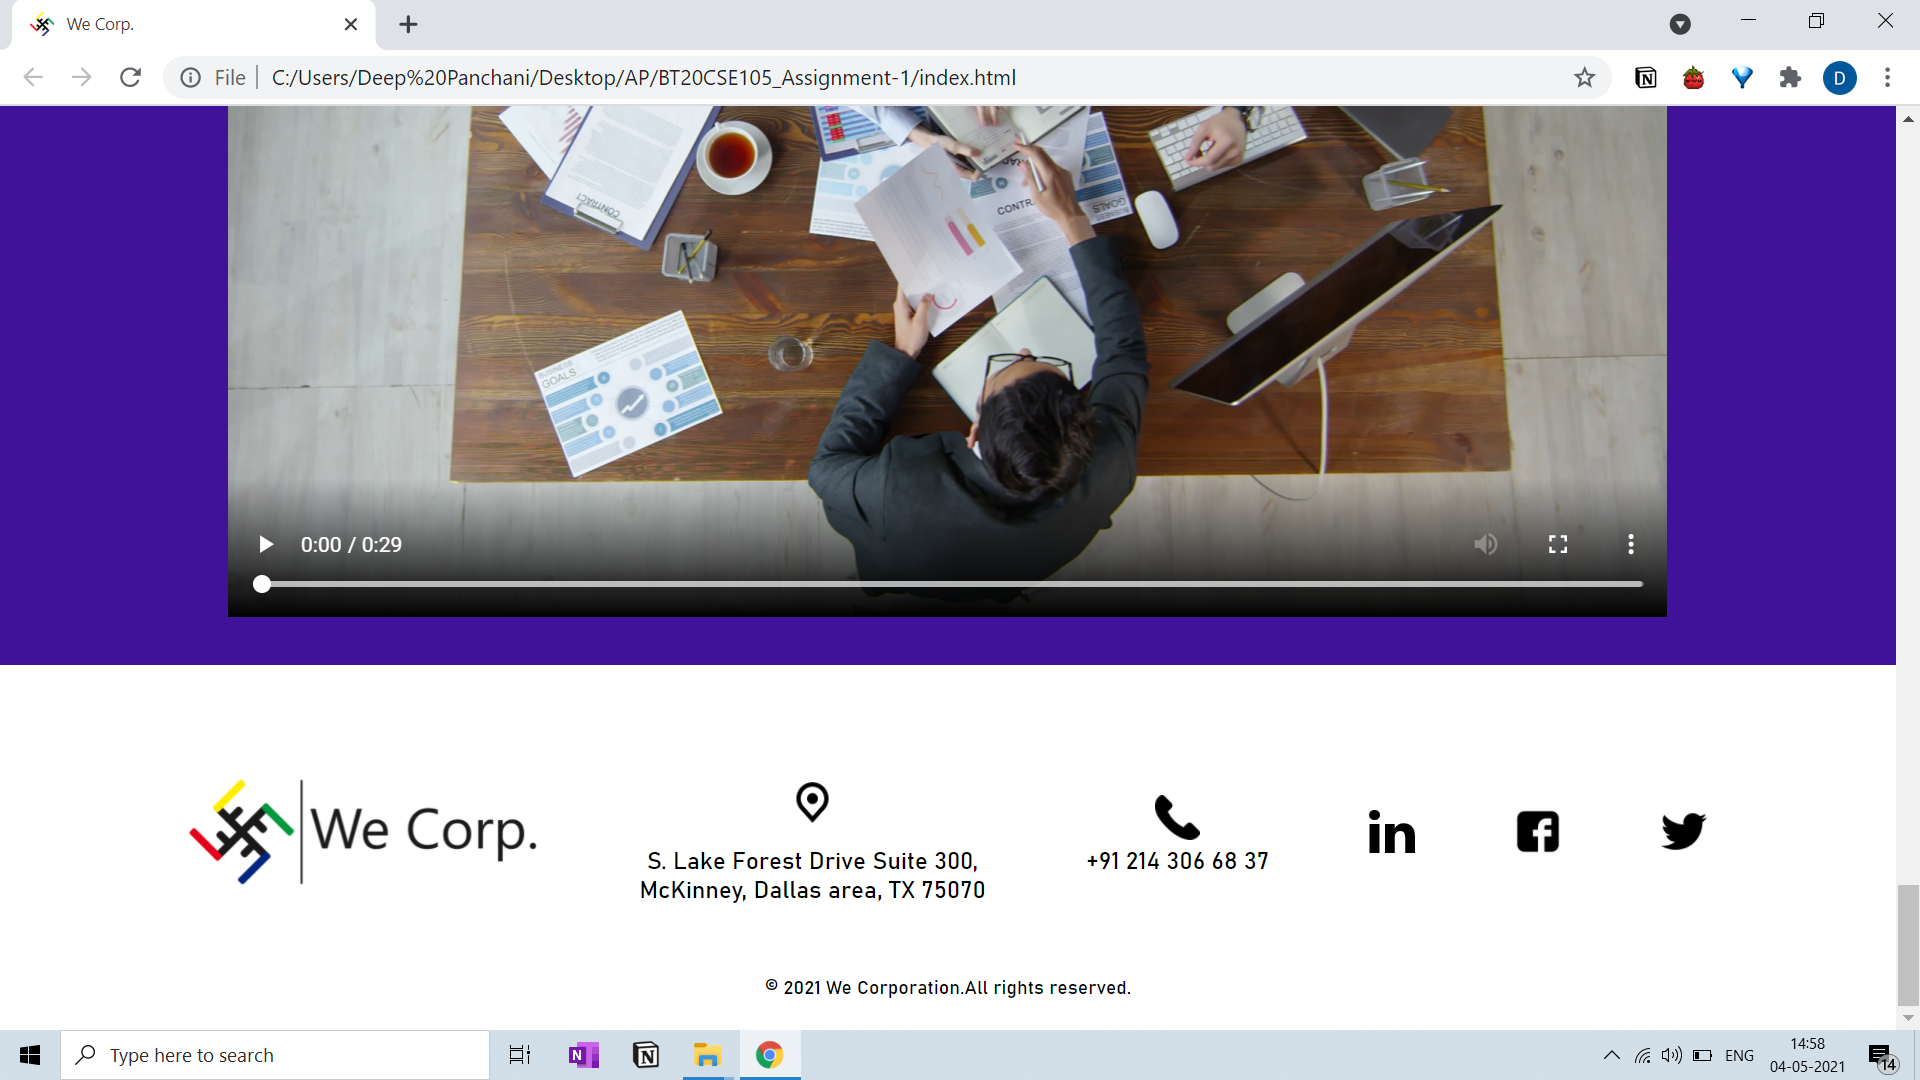 We Corp.
File
C:/Users/Deep%20Panchani/Desktop/AP/BT20CSE105_Assignment-1/index.html
D
CONTRACT
CONTR
BUSINESS
GOALS
BUSINESS
GOALS
0:00 / 0:29
We Corp.
S. Lake Forest Drive Suite 300,
McKinney, Dallas area, TX 75070
+91 214 306 68 37
© 2021 We Corporation.All rights reserved.
Type here to search
ENG
14:58
04-05-2021
14